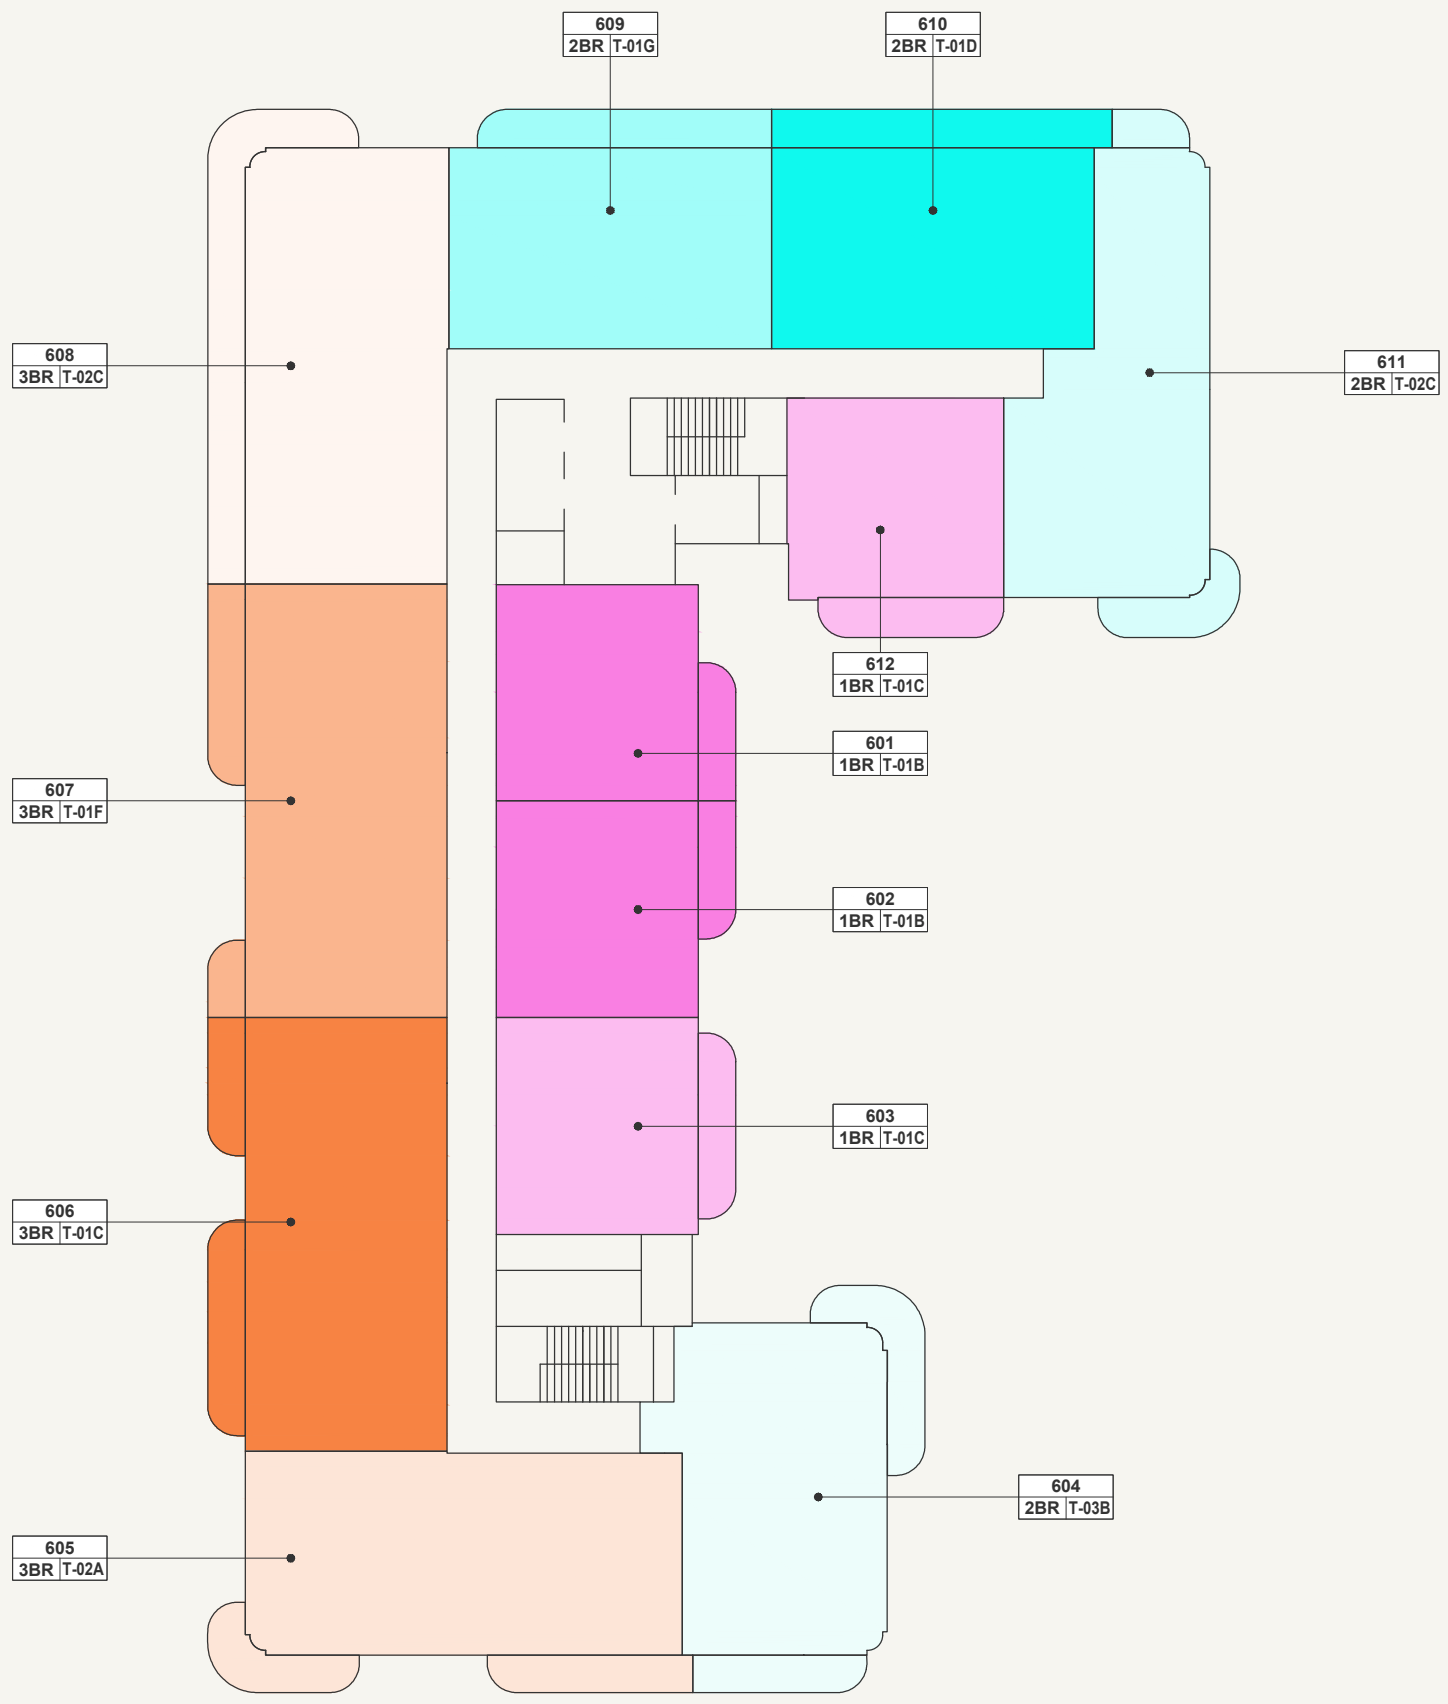 609
2BR T-01G
610
2BR T-01D
608
3BR T-02C
611
2BR T-02C
612
1BR T-01C
601
1BR T-01B
607
3BR T-01F
602
1BR T-01B
603
1BR T-01C
606
3BR T-01C
604
2BR T-03B
605
3BR T-02A